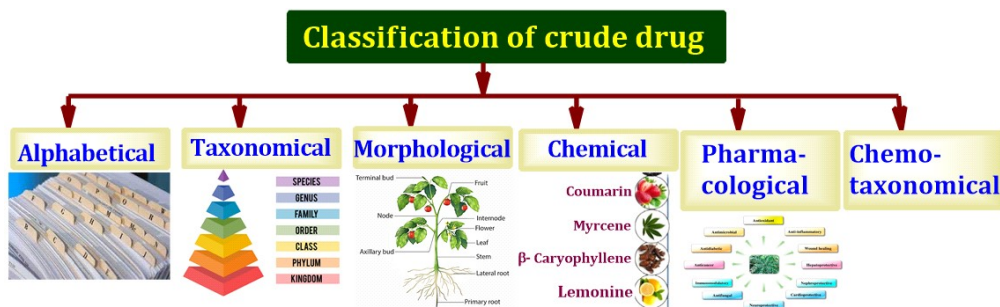 Classification of crude drug
Alphabetical
Taxonomical
Morphological
Chemical
Pharma-
cological
Chemo-
taxonomical
SPECIES
GENUS
FAMILY
ORDER
CLASS
PHYLUM
KINGDOM
Terminal bud
Fruit
Node
Internode
Flower
Leaf
Axillary bud
Stem
Lateral root
Primary root
Coumarin
Myrcene
β- Caryophyllene
Lemonine
Antioxidant
Antimicrobial
Anti-inflammatory
Antidiabetic
Wound healing
Anticancer
Hepatoprotective
Immunomodulatory
Nephroprotective
Antifungal
Cardioprotective
Neuroprotective